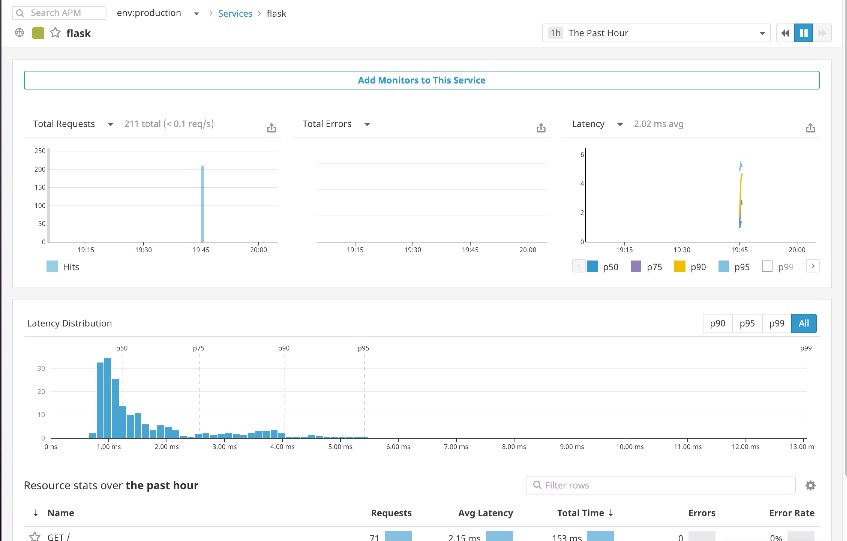 Search APM env:production Services > flask
flask
1h The Past Hour
Add Monitors to This Service
Total Requests 211 total (< 0.1 req/s)
250
200
150
100
50
0
19:15 19:30 19:45 20:00
Hits
Total Errors
19:15 19:30 19:45 20:00
Latency 2.02 ms avg
6
4
2
0
19:15 19:30 19:45 20:00
p50 p75 p90 p95 p99
Latency Distribution
p90 p95 p99 All
p50 p75 p90 p95 p99
30
20
10
0
0 ns 1.00 ms 2.00 ms 3.00 ms 4.00 ms 5.00 ms 6.00 ms 7.00 ms 8.00 ms 9.00 ms 10.00 ms 11.00 ms 12.00 ms 13.00 m
Resource stats over the past hour
Filter rows
↓ Name Requests Avg Latency Total Time ↓ Errors Error Rate
GET / 71 2.15 ms 153 ms 0 0%